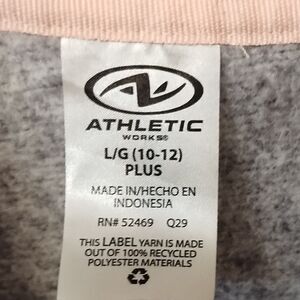 ATHLETIC
WORKS®
L/G (10-12)
PLUS
MADE IN/HECHO EN
INDONESIA
RN# 52469 Q29
THIS LABEL YARN IS MADE
OUT OF 100% RECYCLED
POLYESTER MATERIALS